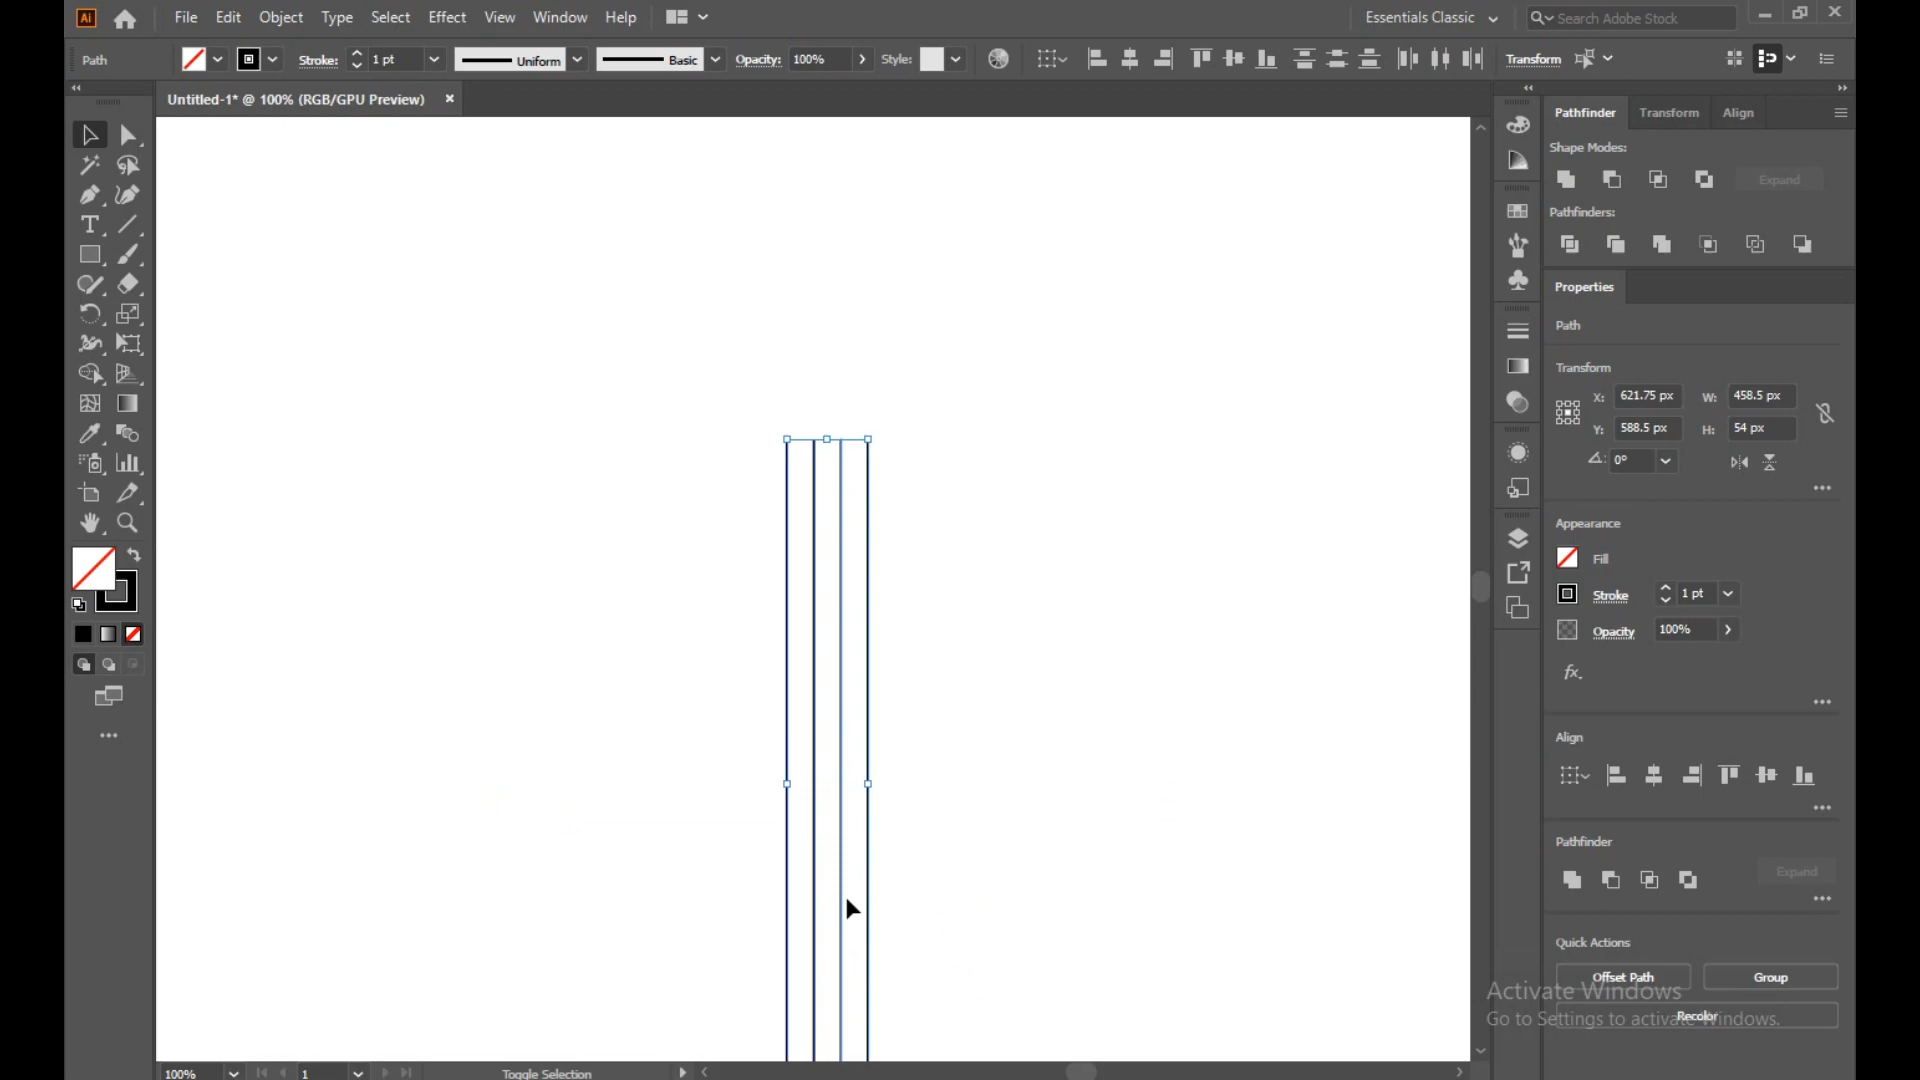 Ai File Edit Object Type Select Effect View Window Help Essentials Classic Search Adobe Stock
Path Stroke: 1 pt Uniform Basic Opacity: 100% Style: Transform
Untitled-1* @ 100% (RGB/GPU Preview)
Pathfinder Transform Align
Shape Modes:
Expand
Pathfinders:
Properties
Path
Transform
X: 621.75 px W: 458.5 px
Y: 588.5 px H: 54 px
0°
Appearance
Fill
Stroke 1 pt
Opacity 100%
fx.
Align
Pathfinder
Expand
Quick Actions
Offset Path Group
Activate Windows
Recolor
Go to Settings to activate Windows.
100% 1 Toggle Selection